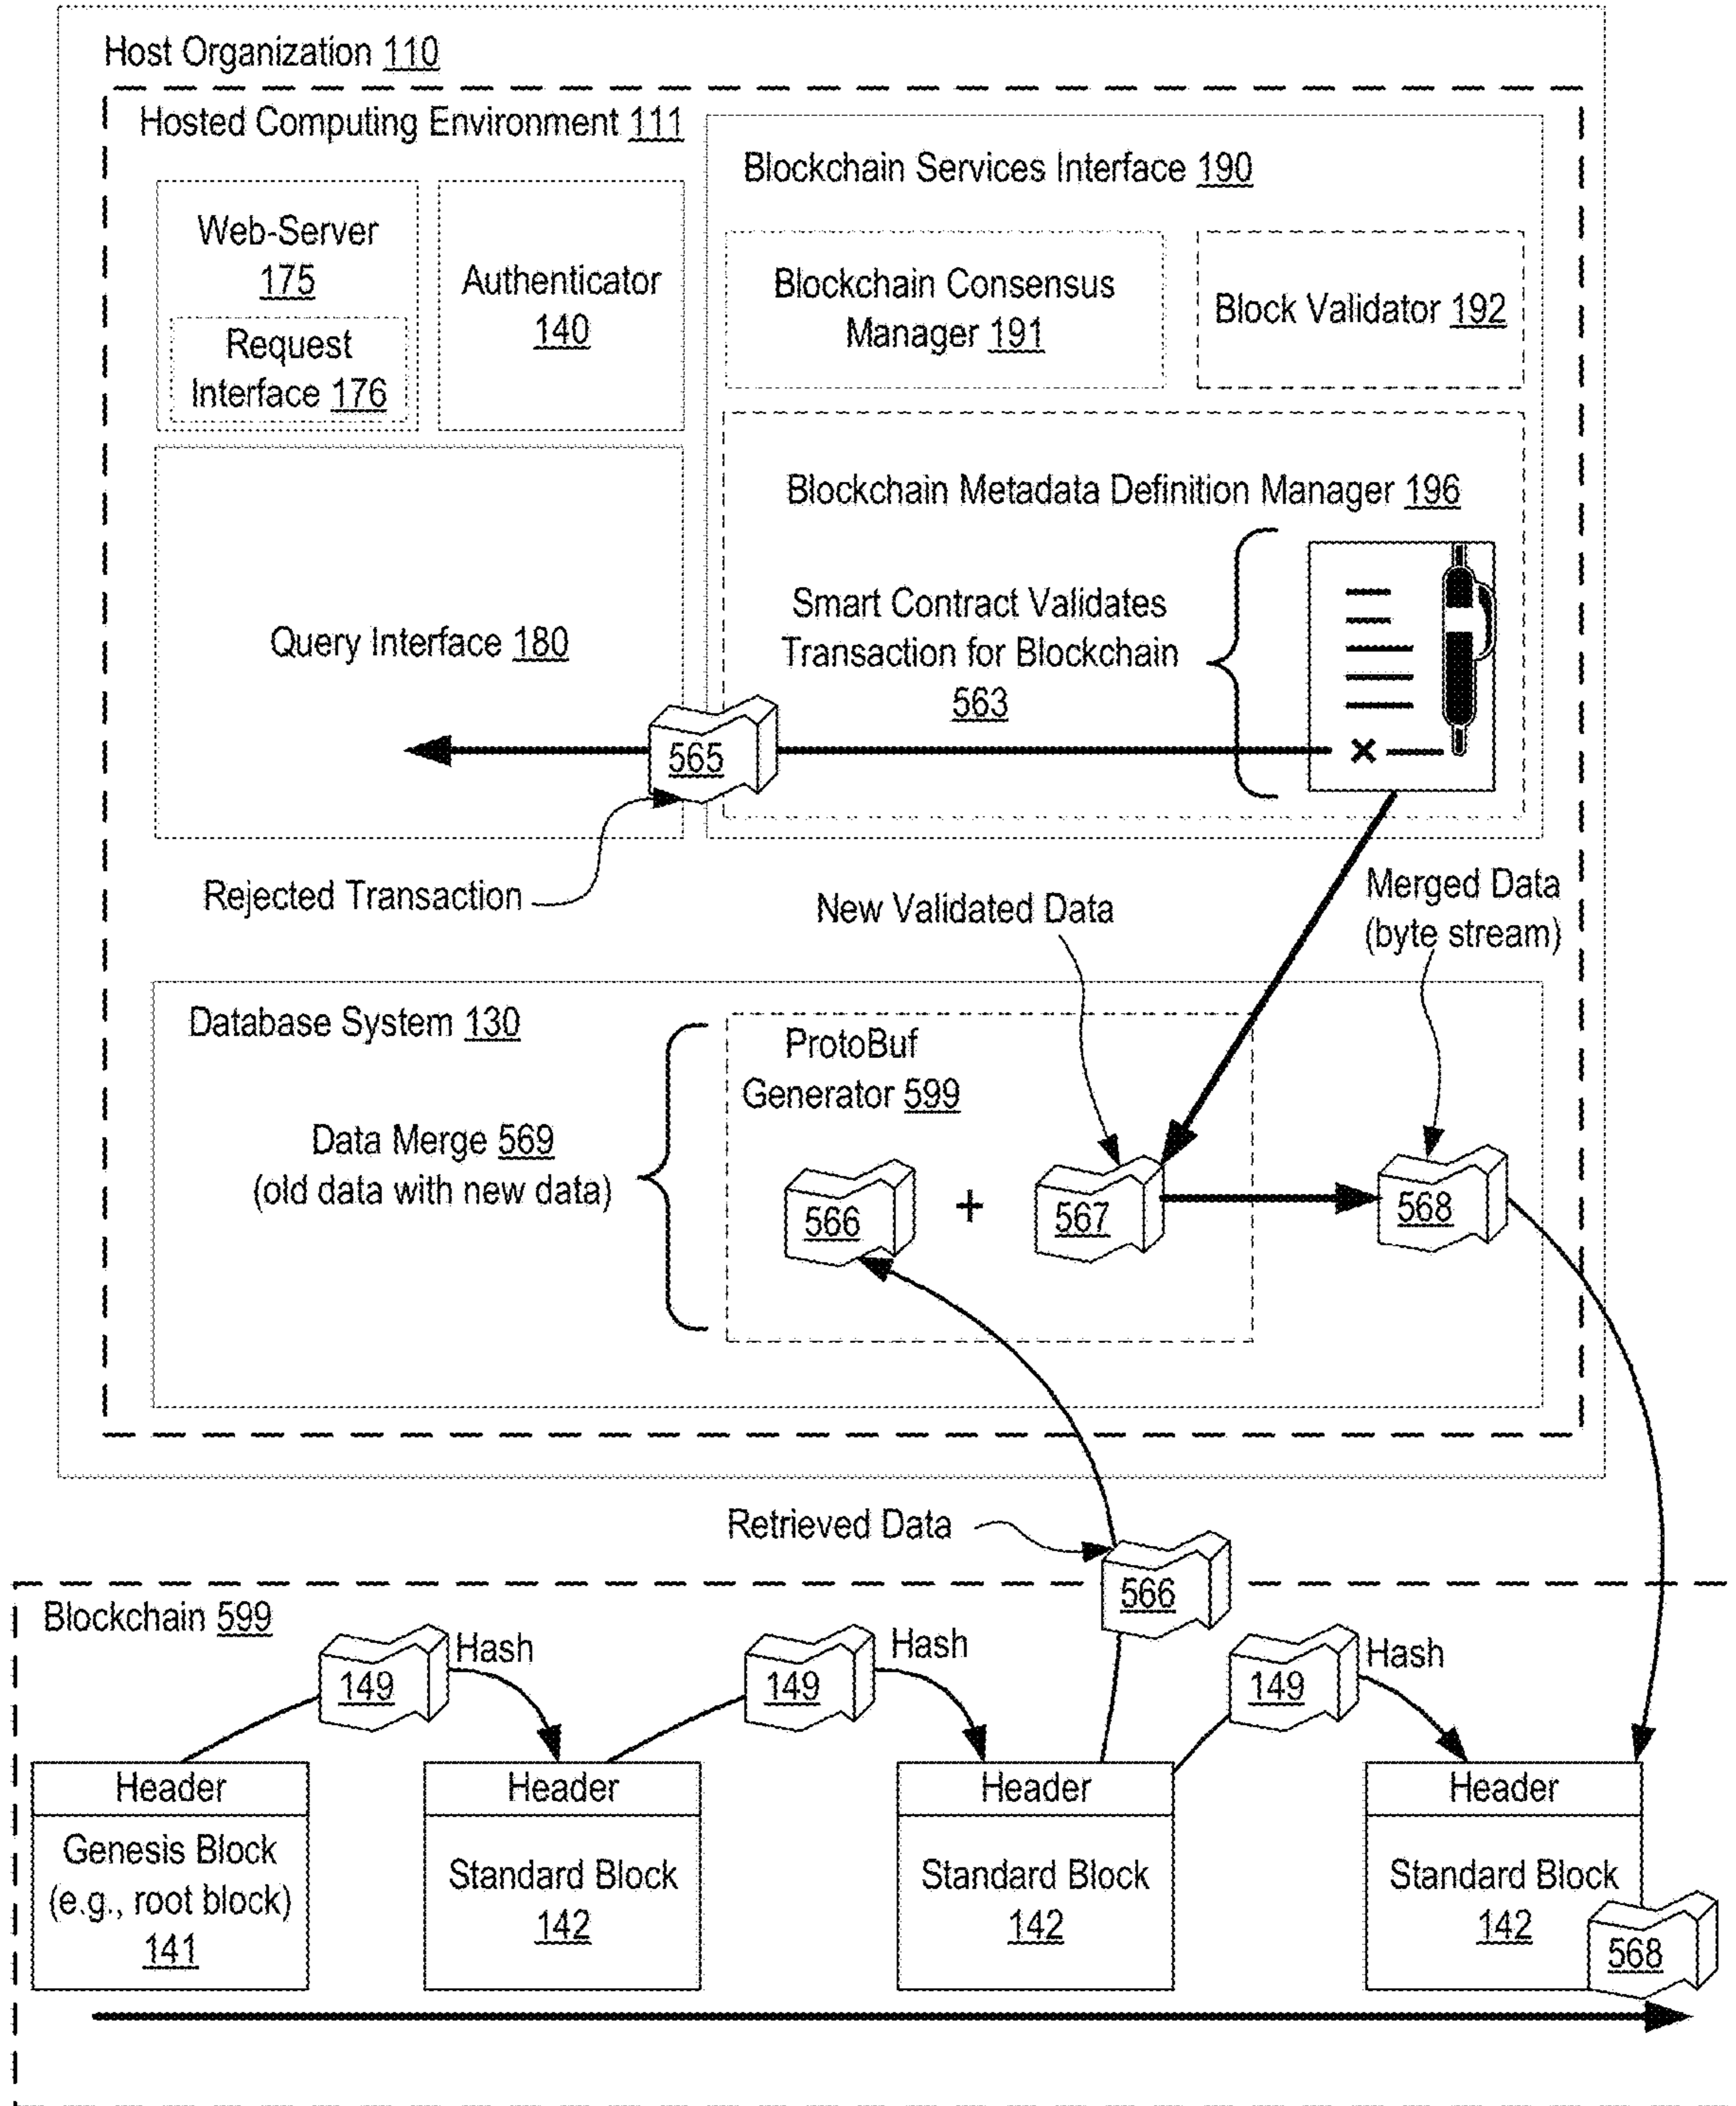 Host Organization 110
Hosted Computing Environment 111
Web-Server
175
Request
Interface 176
Authenticator
140
Blockchain Services Interface 190
Blockchain Consensus
Manager 191
Block Validator 192
Query Interface 180
Blockchain Metadata Definition Manager 196
Smart Contract Validates
Transaction for Blockchain
563
565
Rejected Transaction
New Validated Data
Merged Data
(byte stream)
Database System 130
Data Merge 569
(old data with new data)
ProtoBuf
Generator 599
566
+
567
568
Retrieved Data
566
Blockchain 599
149
Hash
149
Hash
149
Hash
Header
Genesis Block
(e.g., root block)
141
Header
Standard Block
142
Header
Standard Block
142
Header
Standard Block
142
568